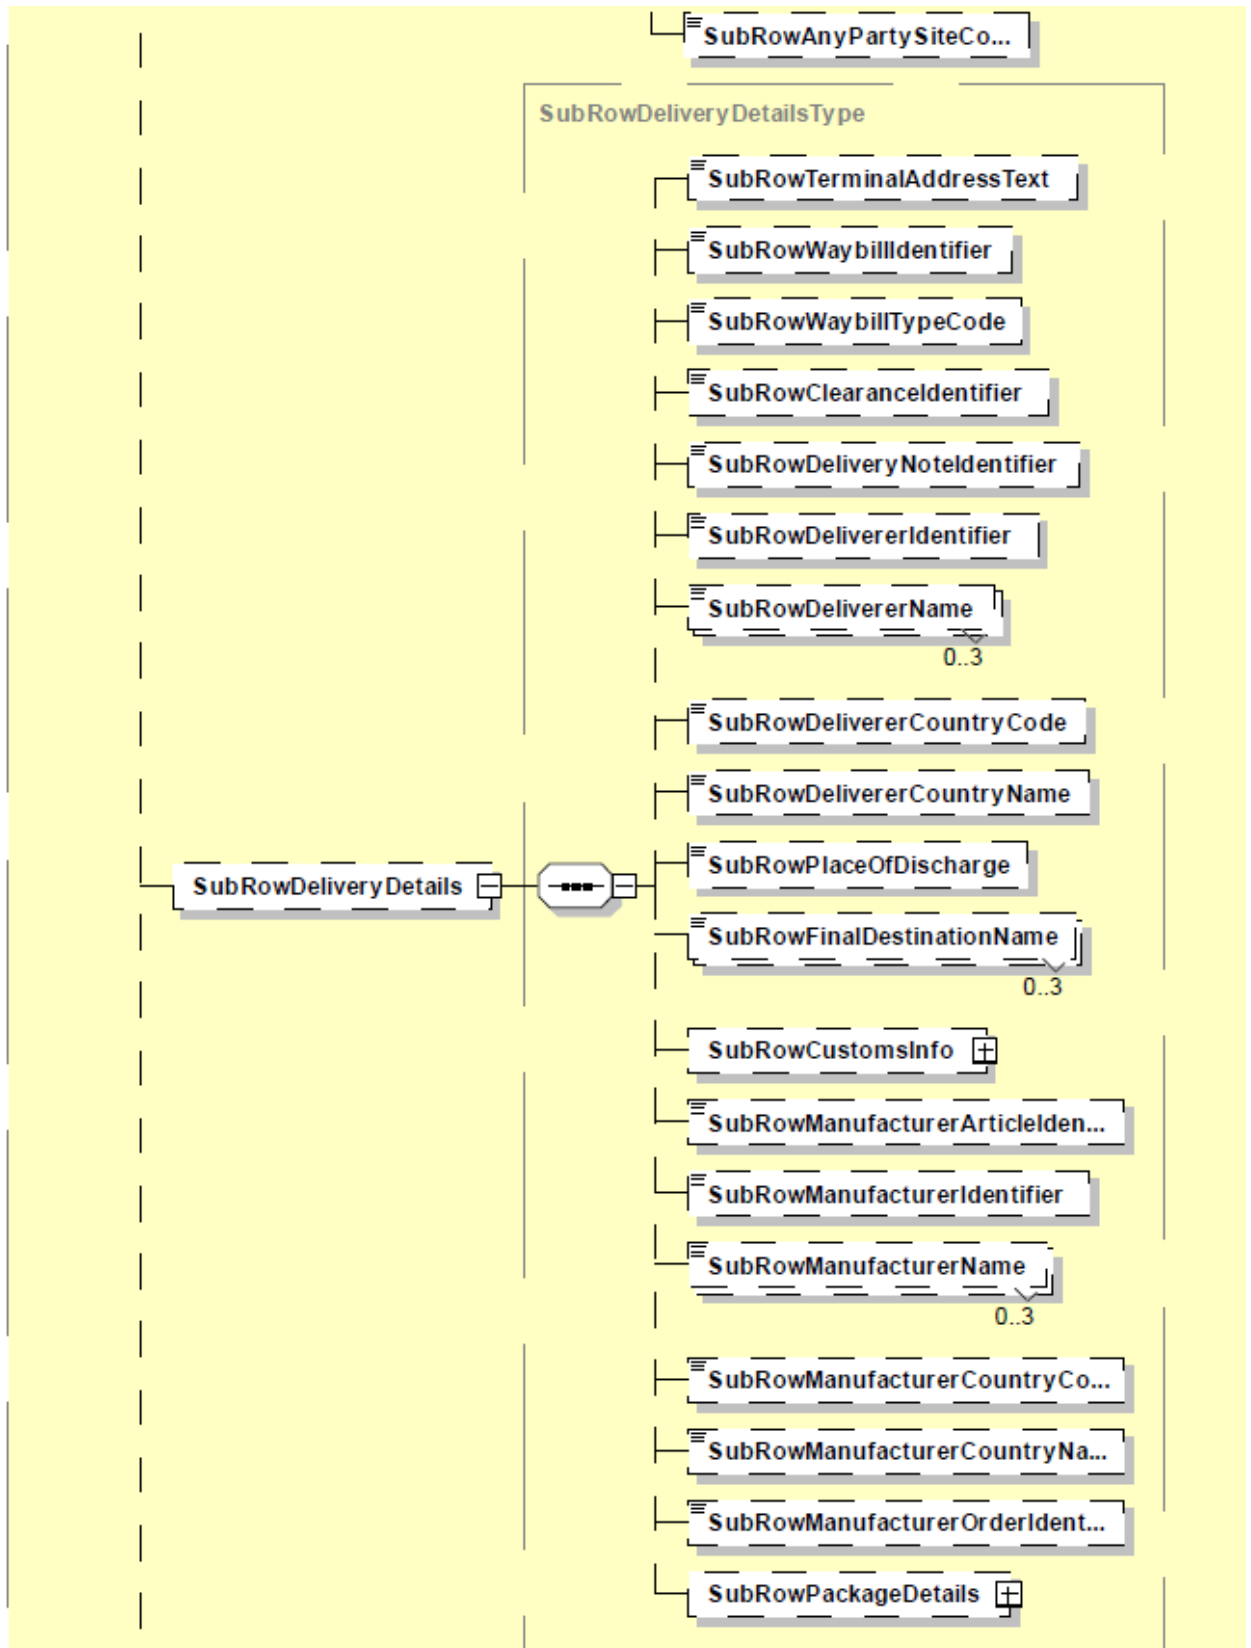 SubRowAnyPartySiteCo...
SubRowDeliveryDetailsType
SubRowTerminalAddressText
SubRowWaybillIdentifier
SubRowWaybillTypeCode
SubRowClearanceIdentifier
SubRowDeliveryNoteIdentifier
SubRowDelivererIdentifier
SubRowDelivererName
0..3
SubRowDelivererCountryCode
SubRowDelivererCountryName
SubRowPlaceOfDischarge
SubRowDeliveryDetails
SubRowFinalDestinationName
0..3
SubRowCustomsInfo
SubRowManufacturerArticleIden...
SubRowManufacturerIdentifier
SubRowManufacturerName
0..3
SubRowManufacturerCountryCo...
SubRowManufacturerCountryNa...
SubRowManufacturerOrderIdent...
SubRowPackageDetails